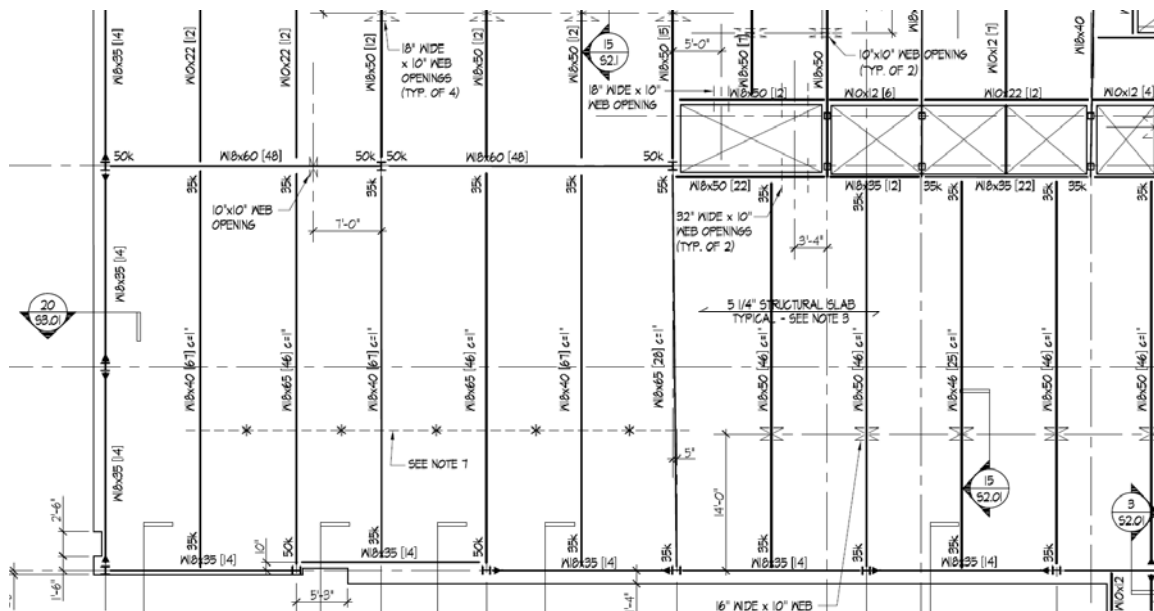 W18x35 [14]
W10x22 [12]
W10x22 [12]
W18x50 [12]
18" WIDE
x 10" WEB
OPENINGS
(TYP. OF 4)
W18x50 [12]
W18x50 [12]
15
S2.1
W18x50 [15]
5'-0"
W18x50 [7]
W18x50
10"x10" WEB OPENING
(TYP. OF 2)
W10x12 [7]
W18x40
18" WIDE x 10"
WEB OPENING
W18x50 [12]
W10x12 [6]
W10x22 [12]
W10x12 [4]
50k
W18x60 [48]
50k
50k
W18x60 [48]
50k
35k
35k
35k
35k
35k
W18x50 [22]
35k
W18x35 [12]
35k
35k
35k
W18x35 [22]
35k
35k
10"x10" WEB
OPENING
7'-0"
32" WIDE x 10"
WEB OPENINGS
(TYP. OF 2)
3'-4"
W18x35 [14]
20
S3.01
5 1/4" STRUCTURAL SLAB
TYPICAL - SEE NOTE 3
W18x40 [67] c=1"
W18x65 [46] c=1"
W18x40 [67] c=1"
W18x65 [46] c=1"
W18x40 [67] c=1"
W18x65 [28] c=1"
W18x50 [46] c=1"
W18x50 [46] c=1"
W18x46 [25] c=1"
W18x50 [46] c=1"
W18x50 [46] c=1"
SEE NOTE 7
5"
14'-0"
15
S2.01
3
S2.01
W18x35 [14]
2'-6"
1'-6"
35k
W18x35 [14]
10"
50k
35k
W18x35 [14]
50k
35k
W18x35 [14]
35k
35k
W18x35 [14]
35k
35k
W18x35 [14]
35k
5'-3"
16" WIDE x 10" WEB
W10x12